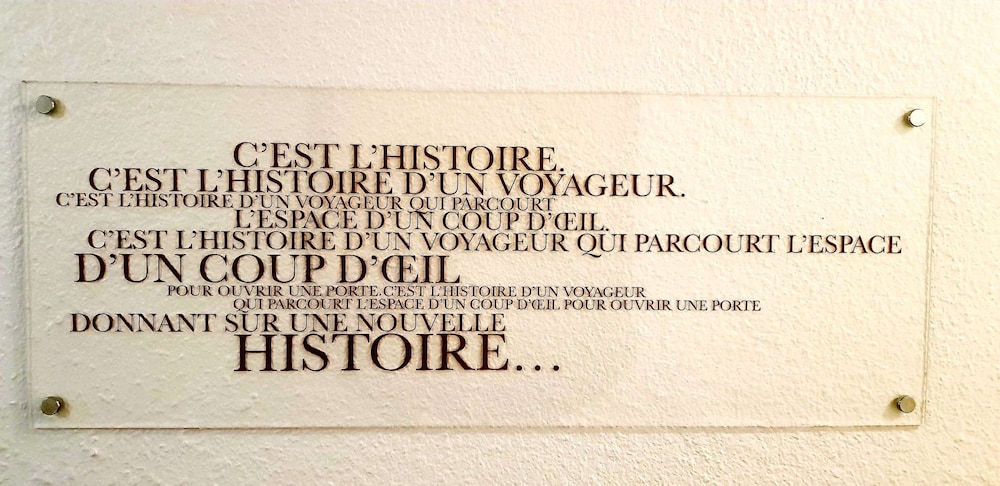 C'EST L'HISTOIRE.
C'EST L'HISTOIRE D'UN VOYAGEUR.
C'EST L'HISTOIRE D'UN VOYAGEUR QUI PARCOURT
L'ESPACE D'UN COUP D'ŒIL.
C'EST L'HISTOIRE D'UN VOYAGEUR QUI PARCOURT L'ESPACE
D'UN COUP D'ŒIL
POUR OUVRIR UNE PORTE.C'EST L'HISTOIRE D'UN VOYAGEUR
QUI PARCOURT L'ESPACE D'UN COUP D'ŒIL POUR OUVRIR UNE PORTE
DONNANT SUR UNE NOUVELLE
HISTOIRE...